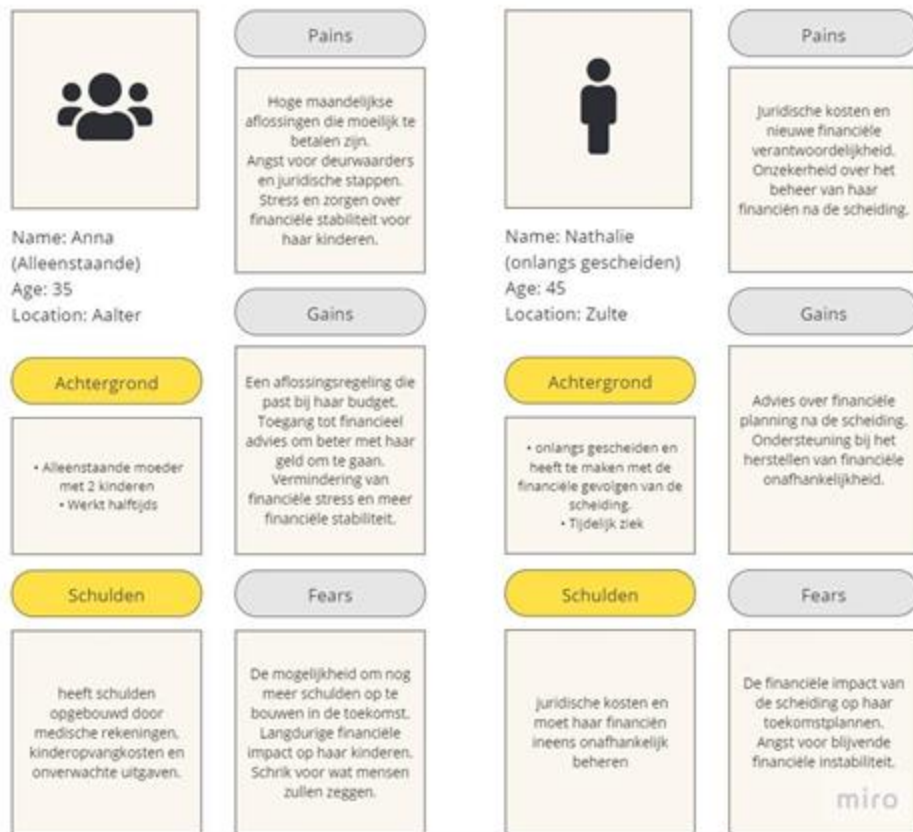 Pains
Hoge maandelijkse
aflossingen die moeilijk te
betalen zijn.
Angst voor deurwaarders
en juridische stappen.
Stress en zorgen over
financiële stabiliteit voor
haar kinderen.
Name: Anna
(Alleenstaande)
Age: 35
Location: Aalter
Gains
Een aflossingsregeling die
past bij haar budget.
Toegang tot financieel
advies om beter met haar
geld om te gaan.
Vermindering van
financiële stress en meer
financiële stabiliteit.
Achtergrond
• Alleenstaande moeder
met 2 kinderen
• Werkt halftijds
Schulden
heeft schulden
opgebouwd door
medische rekeningen,
kinderopvangkosten en
onverwachte uitgaven.
Fears
De mogelijkheid om nog
meer schulden op te
bouwen in de toekomst.
Langdurige financiële
impact op haar kinderen.
Schrik voor wat mensen
zullen zeggen.
Pains
Juridische kosten en
nieuwe financiële
verantwoordelijkheid.
Onzekerheid over het
beheer van haar
financiën na de scheiding.
Name: Nathalie
(onlangs gescheiden)
Age: 45
Location: Zulte
Gains
Advies over financiële
planning na de scheiding.
Ondersteuning bij het
herstellen van financiële
onafhankelijkheid.
Achtergrond
• onlangs gescheiden en
heeft te maken met de
financiële gevolgen van de
scheiding.
• Tijdelijk ziek
Schulden
juridische kosten en
moet haar financiën
ineens onafhankelijk
beheren
Fears
De financiële impact van
de scheiding op haar
toekomstplannen.
Angst voor blijvende
financiële instabiliteit.
miro